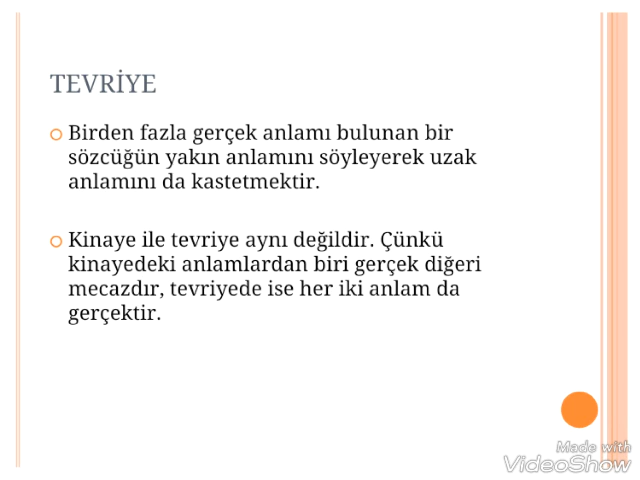 TEVRİYE
Birden fazla gerçek anlamı bulunan bir
sözcüğün yakın anlamını söyleyerek uzak
anlamını da kastetmektir.
Kinaye ile tevriye aynı değildir. Çünkü
kinayedeki anlamlardan biri gerçek diğeri
mecazdır, tevriyede ise her iki anlam da
gerçektir.
Made with
VideoShow